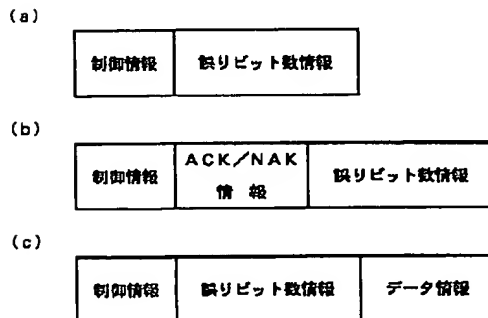 (a)
制御情報 誤りビット数情報
(b)
制御情報 ACK/NAK 情報 誤りビット数情報
(c)
制御情報 誤りビット数情報 データ情報